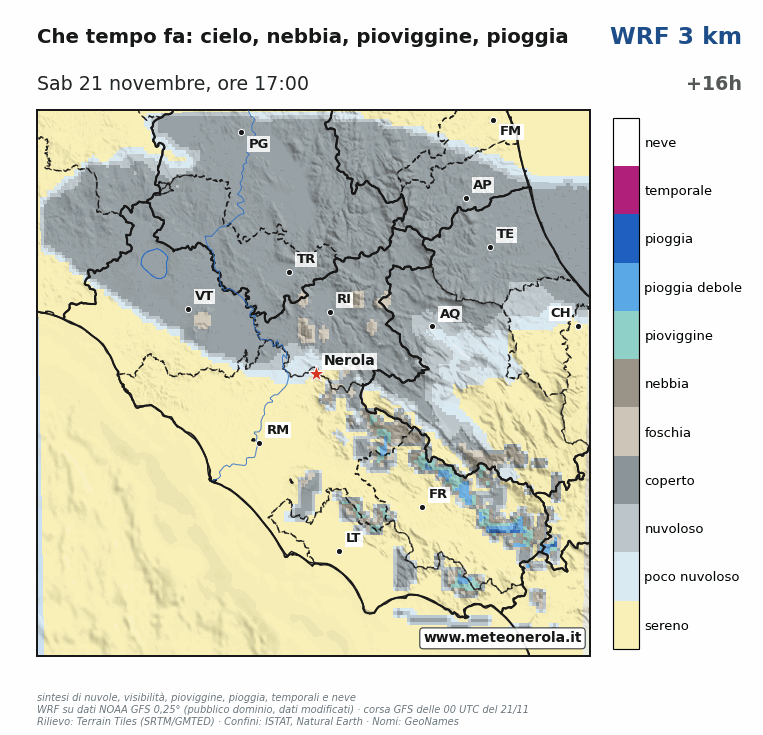 Che tempo fa: cielo, nebbia, pioviggine, pioggia
WRF 3 km
Sab 21 novembre, ore 17:00
+16h
PG
FM
AP
TE
TR
VT
RI
AQ
CH.
Nerola
RM
FR
LT
www.meteonerola.it
neve
temporale
pioggia
pioggia debole
pioviggine
nebbia
foschia
coperto
nuvoloso
poco nuvoloso
sereno
sintesi di nuvole, visibilità, pioviggine, pioggia, temporali e neve
WRF su dati NOAA GFS 0,25° (pubblico dominio, dati modificati) · corsa GFS delle 00 UTC del 21/11
Rilievo: Terrain Tiles (SRTM/GMTED) · Confini: ISTAT, Natural Earth · Nomi: GeoNames